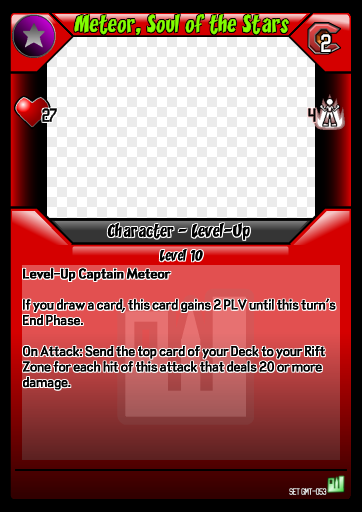 Meteor, Soul of the Stars
2
27
4
Character - Level-Up
Level 10
Level-Up Captain Meteor
If you draw a card, this card gains 2 PLV until this turn's
End Phase.
On Attack: Send the top card of your Deck to your Rift
Zone for each hit of this attack that deals 20 or more
damage.
SET GMT-053